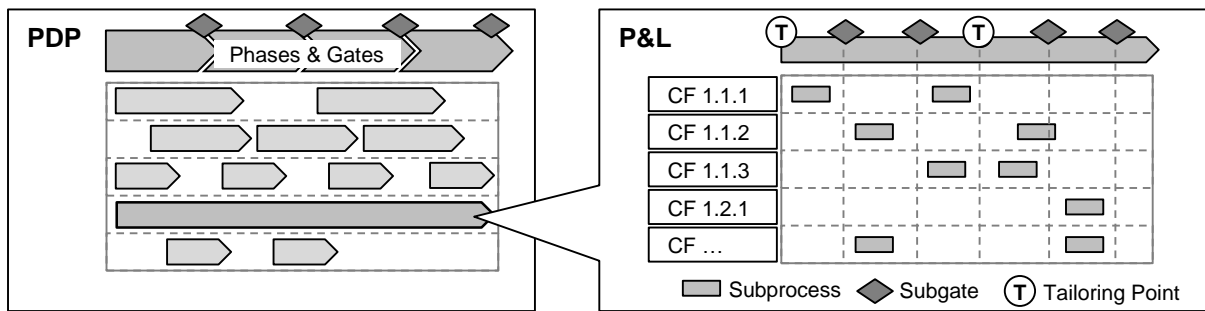 PDP
Phases & Gates
P&L
T
T
CF 1.1.1
CF 1.1.2
CF 1.1.3
CF 1.2.1
CF …
Subprocess
Subgate
T
Tailoring Point